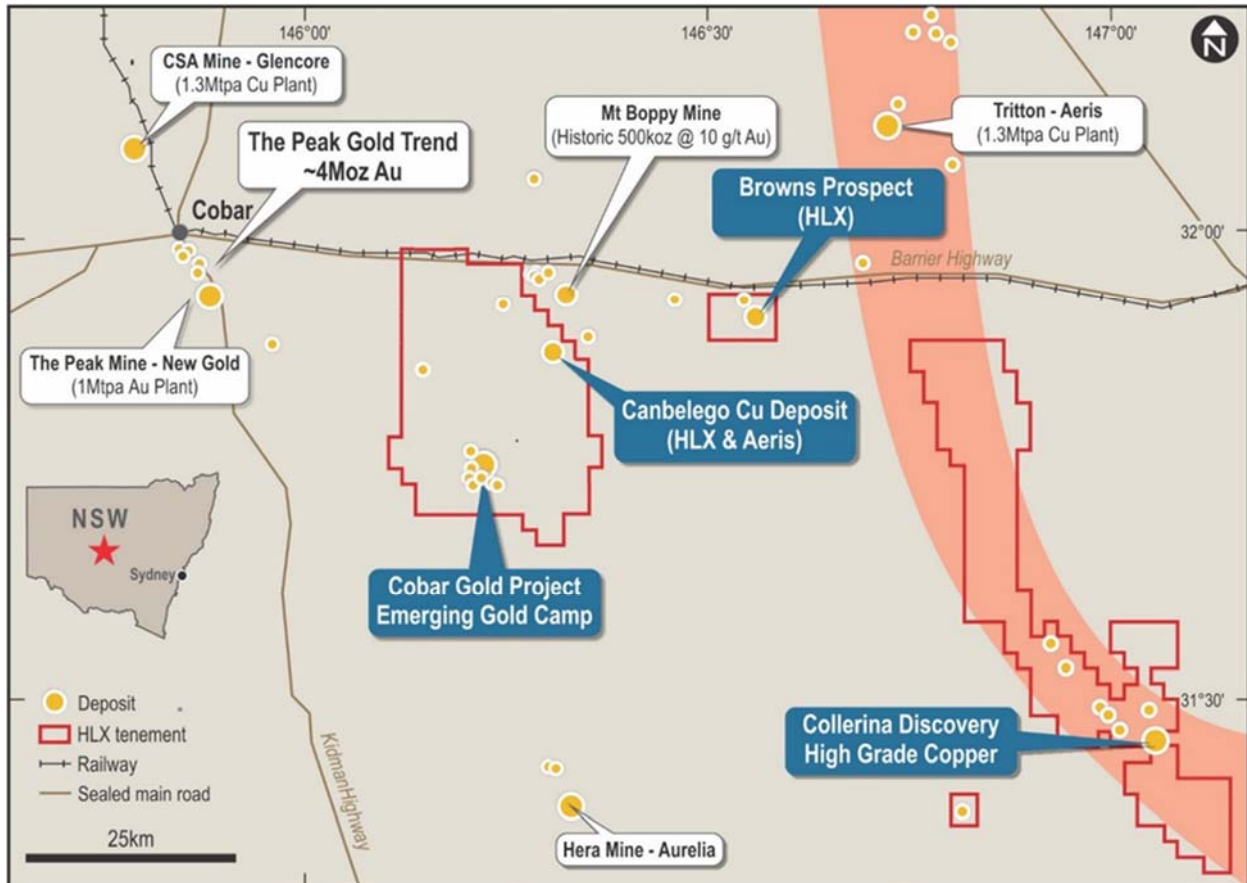 146°00'
146°30'
147°00'
N
CSA Mine - Glencore
(1.3Mtpa Cu Plant)
The Peak Gold Trend
~4Moz Au
Mt Boppy Mine
(Historic 500koz @ 10 g/t Au)
Tritton - Aeris
(1.3Mtpa Cu Plant)
Browns Prospect
(HLX)
Cobar
32°00'
Barrier Highway
The Peak Mine - New Gold
(1Mtpa Au Plant)
Canbelego Cu Deposit
(HLX & Aeris)
NSW
Sydney
Cobar Gold Project
Emerging Gold Camp
31°30'
Deposit
HLX tenement
Railway
Sealed main road
25km
KidmanHighway
Collerina Discovery
High Grade Copper
Hera Mine - Aurelia